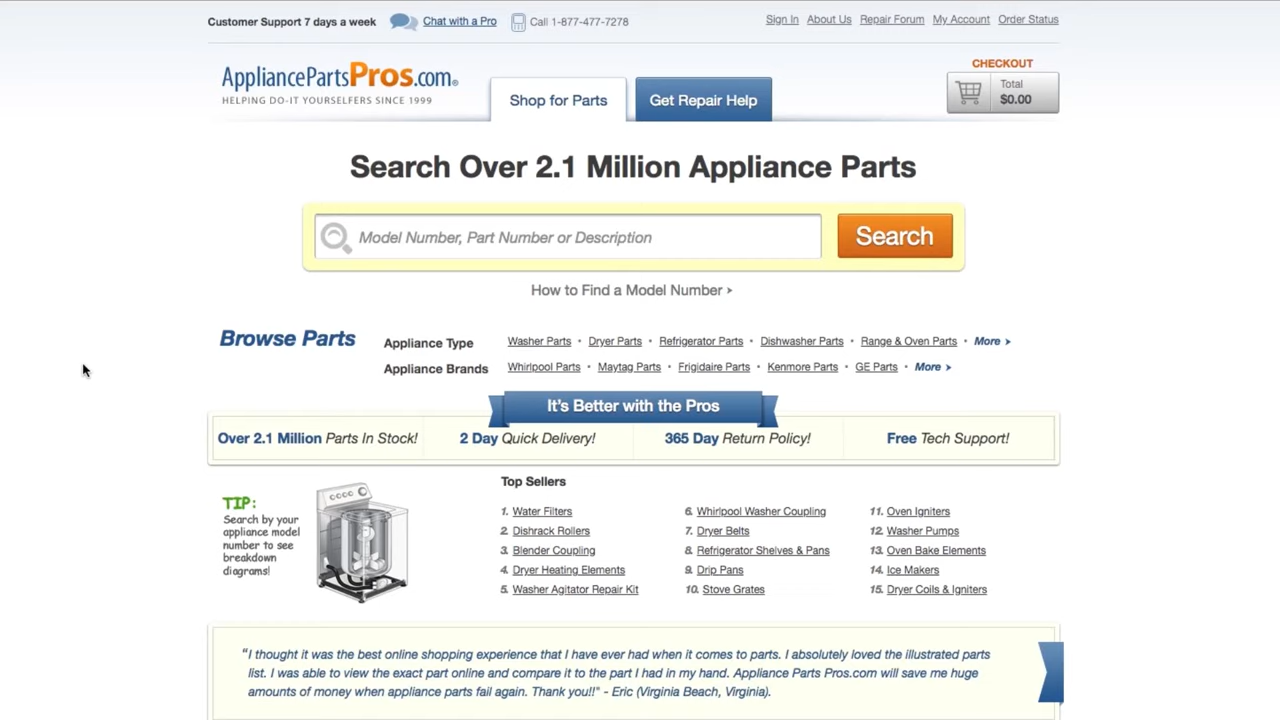 Customer Support 7 days a week Chat with a Pro Call 1-877-477-7278 Sign In About Us Repair Forum My Account Order Status
AppliancePartsPros.com®
HELPING DO-IT YOURSELFERS SINCE 1999
Shop for Parts
Get Repair Help
CHECKOUT
Total
$0.00
Search Over 2.1 Million Appliance Parts
Model Number, Part Number or Description
Search
How to Find a Model Number
Browse Parts
Appliance Type Washer Parts • Dryer Parts • Refrigerator Parts • Dishwasher Parts • Range & Oven Parts • More
Appliance Brands Whirlpool Parts • Maytag Parts • Frigidaire Parts • Kenmore Parts • GE Parts • More
It's Better with the Pros
Over 2.1 Million Parts In Stock! 2 Day Quick Delivery! 365 Day Return Policy! Free Tech Support!
TIP:
Search by your
appliance model
number to see
breakdown
diagrams!
Top Sellers
1. Water Filters
2. Dishrack Rollers
3. Blender Coupling
4. Dryer Heating Elements
5. Washer Agitator Repair Kit
6. Whirlpool Washer Coupling
7. Dryer Belts
8. Refrigerator Shelves & Pans
9. Drip Pans
10. Stove Grates
11. Oven Igniters
12. Washer Pumps
13. Oven Bake Elements
14. Ice Makers
15. Dryer Coils & Igniters
"I thought it was the best online shopping experience that I have ever had when it comes to parts. I absolutely loved the illustrated parts
list. I was able to view the exact part online and compare it to the part I had in my hand. Appliance Parts Pros.com will save me huge
amounts of money when appliance parts fail again. Thank you!!" - Eric (Virginia Beach, Virginia).